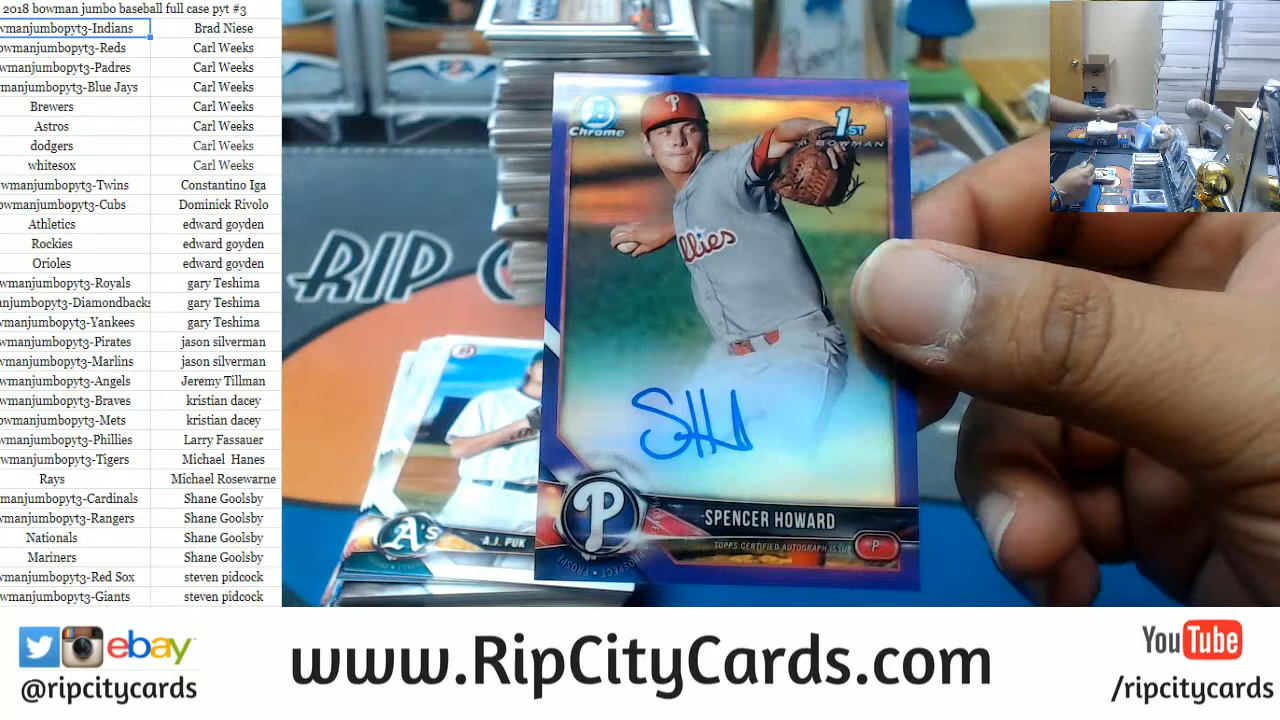 2018 bowman jumbo baseball full case pyt #3
wmanjumbopyt3-Indians Brad Niese
owmanjumbopyt3-Reds Carl Weeks
owmanjumbopyt3-Padres Carl Weeks
manjumbopyt3-Blue Jays Carl Weeks
Brewers Carl Weeks
Astros Carl Weeks
dodgers Carl Weeks
whitesox Carl Weeks
owmanjumbopyt3-Twins Constantino Iga
owmanjumbopyt3-Cubs Dominick Rivolo
Athletics edward goyden
Rockies edward goyden
Orioles edward goyden
wmanjumbopyt3-Royals gary Teshima
anjumbopyt3-Diamondbacks gary Teshima
wmanjumbopyt3-Yankees gary Teshima
wmanjumbopyt3-Pirates jason silverman
wmanjumbopyt3-Marlins jason silverman
wmanjumbopyt3-Angels Jeremy Tillman
wmanjumbopyt3-Braves kristian dacey
owmanjumbopyt3-Mets kristian dacey
wmanjumbopyt3-Phillies Larry Fassauer
wmanjumbopyt3-Tigers Michael Hanes
Rays Michael Rosewarne
manjumbopyt3-Cardinals Shane Goolsby
wmanjumbopyt3-Rangers Shane Goolsby
Nationals Shane Goolsby
Mariners Shane Goolsby
wmanjumbopyt3-Red Sox steven pidcock
wmanjumbopyt3-Giants steven pidcock
B
Chrome
1ST
BOWMAN
P
illies
RIP C
P
SPENCER HOWARD
TOPPS CERTIFIED AUTOGRAPH ISSUE
P
PROSPECT
A's
A.J. PUK
ebay
@ripcitycards
www.RipCityCards.com
YouTube
/ripcitycards